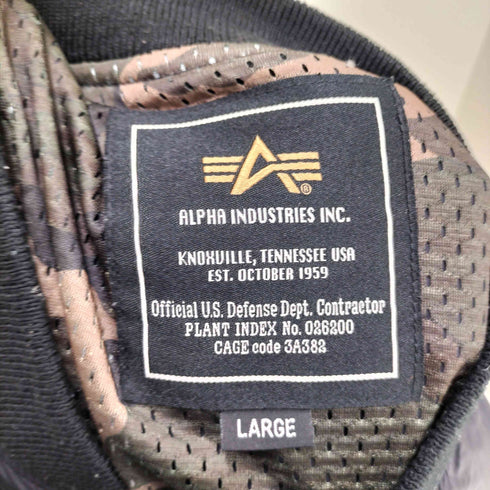 ®
ALPHA INDUSTRIES INC.
KNOXVILLE, TENNESSEE USA
EST. OCTOBER 1959
Official U.S. Defense Dept. Contractor
PLANT INDEX No. 026200
CAGE code 3A382
LARGE